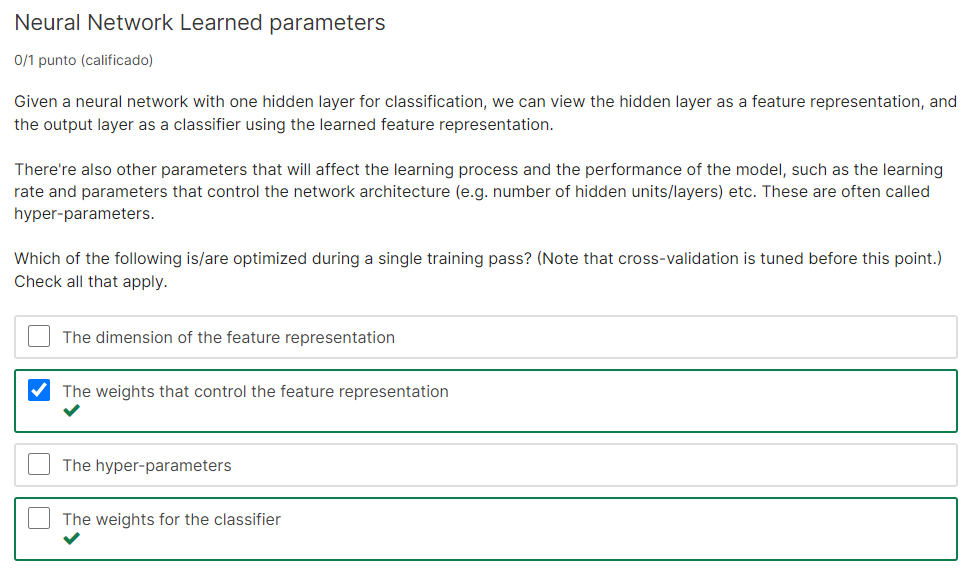 Neural Network Learned parameters
0/1 punto (calificado)
Given a neural network with one hidden layer for classification, we can view the hidden layer as a feature representation, and
the output layer as a classifier using the learned feature representation.
There're also other parameters that will affect the learning process and the performance of the model, such as the learning
rate and parameters that control the network architecture (e.g. number of hidden units/layers) etc. These are often called
hyper-parameters.
Which of the following is/are optimized during a single training pass? (Note that cross-validation is tuned before this point.)
Check all that apply.
The dimension of the feature representation
The weights that control the feature representation
The hyper-parameters
The weights for the classifier